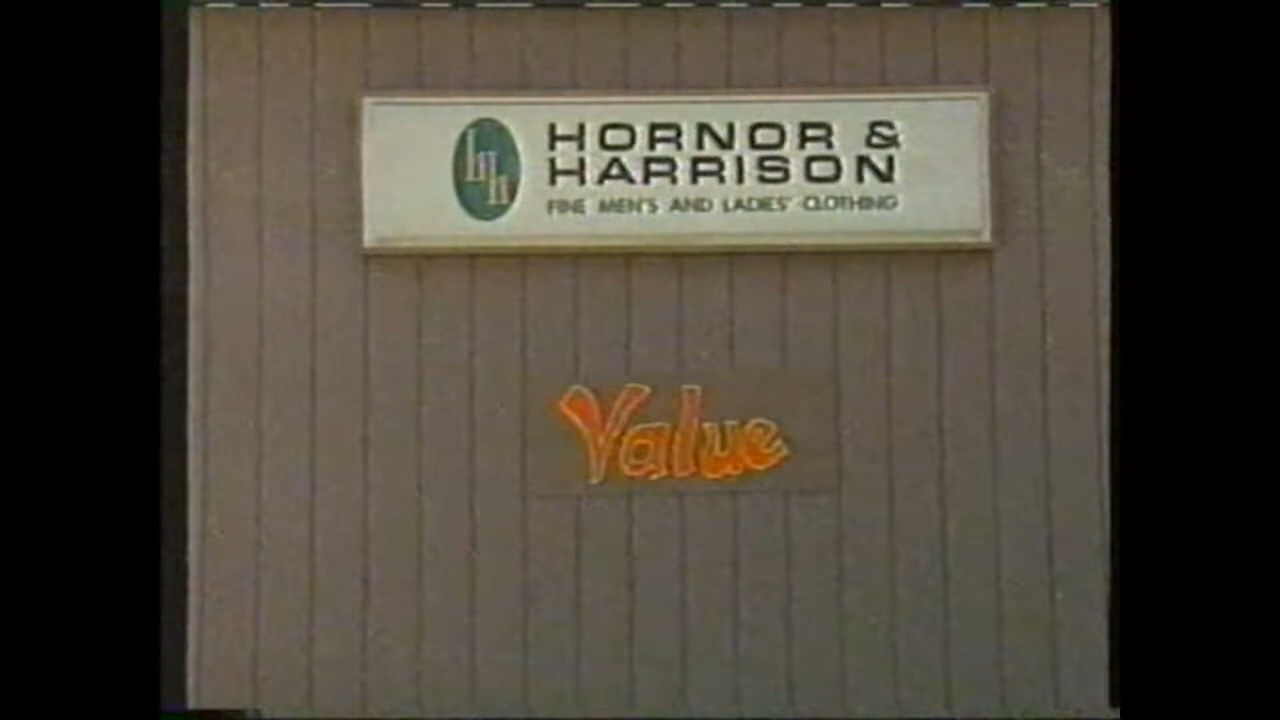 hh
HORNOR &
HARRISON
FINE MEN'S AND LADIES' CLOTHING
Value